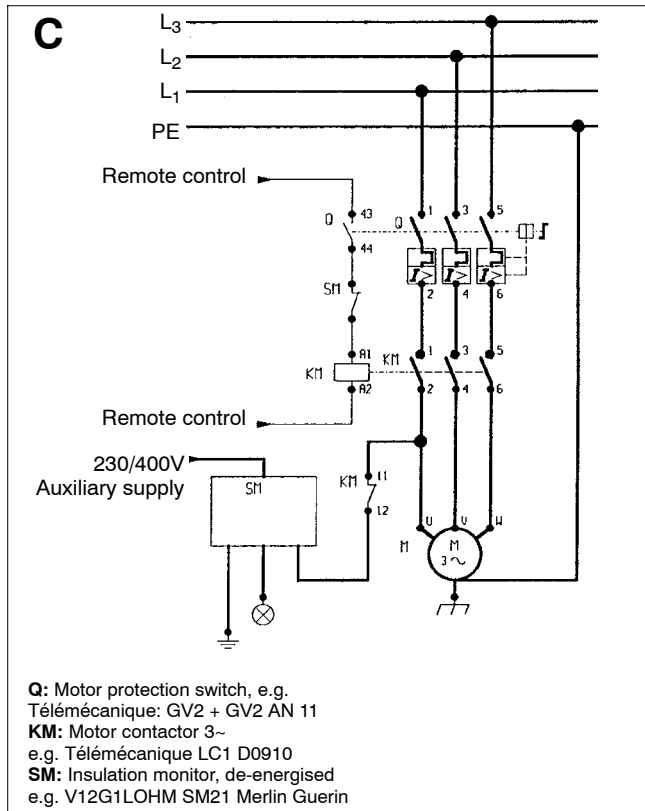 C
L3
L2
L1
PE
Remote control
43
1
3
5
Q
Q
44
I>
I>
I>
SM
2
4
6
A1
1
3
5
KM
KM
A2
2
4
6
Remote control
230/400V
Auxiliary supply
SM
KM
11
12
U
V
W
M
M
3~
Q: Motor protection switch, e.g.
Télémécanique: GV2 + GV2 AN 11
KM: Motor contactor 3~
e.g. Télémécanique LC1 D0910
SM: Insulation monitor, de-energised
e.g. V12G1LOHM SM21 Merlin Guerin